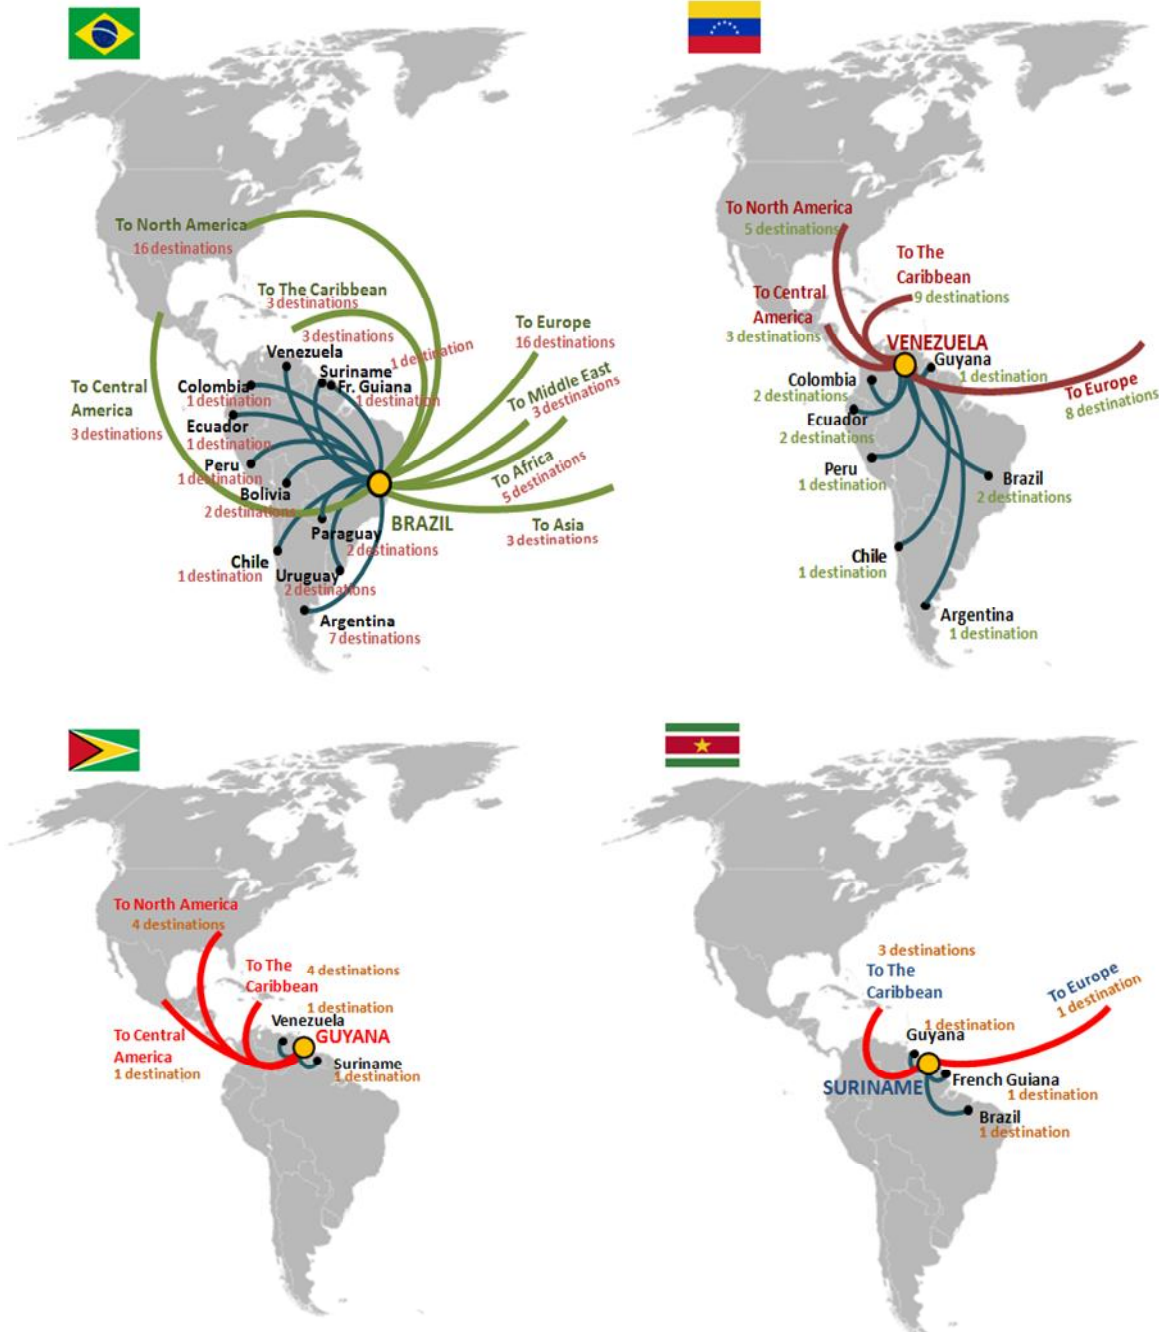 To North America
16 destinations
To The Caribbean
3 destinations
3 destinations
Venezuela
1 destination
Suriname
Colombia
Fr. Guiana
1 destination
1 destination
To Europe
16 destinations
To Middle East
3 destinations
To Central
America
3 destinations
Ecuador
1 destination
Peru
1 destination
Bolivia
2 destinations
To Africa
5 destinations
BRAZIL
To Asia
3 destinations
Paraguay
2 destinations
Chile
1 destination
Uruguay
2 destinations
Argentina
7 destinations
To North America
5 destinations
To The
Caribbean
9 destinations
To Central
America
3 destinations
VENEZUELA
Guyana
1 destination
Colombia
2 destinations
To Europe
8 destinations
Ecuador
2 destinations
Peru
1 destination
Brazil
2 destinations
Chile
1 destination
Argentina
1 destination
To North America
4 destinations
To The
Caribbean
4 destinations
1 destination
Venezuela
GUYANA
To Central
America
1 destination
Suriname
1 destination
3 destinations
To The
Caribbean
To Europe
1 destination
1 destination
Guyana
SURINAME
French Guiana
1 destination
Brazil
1 destination